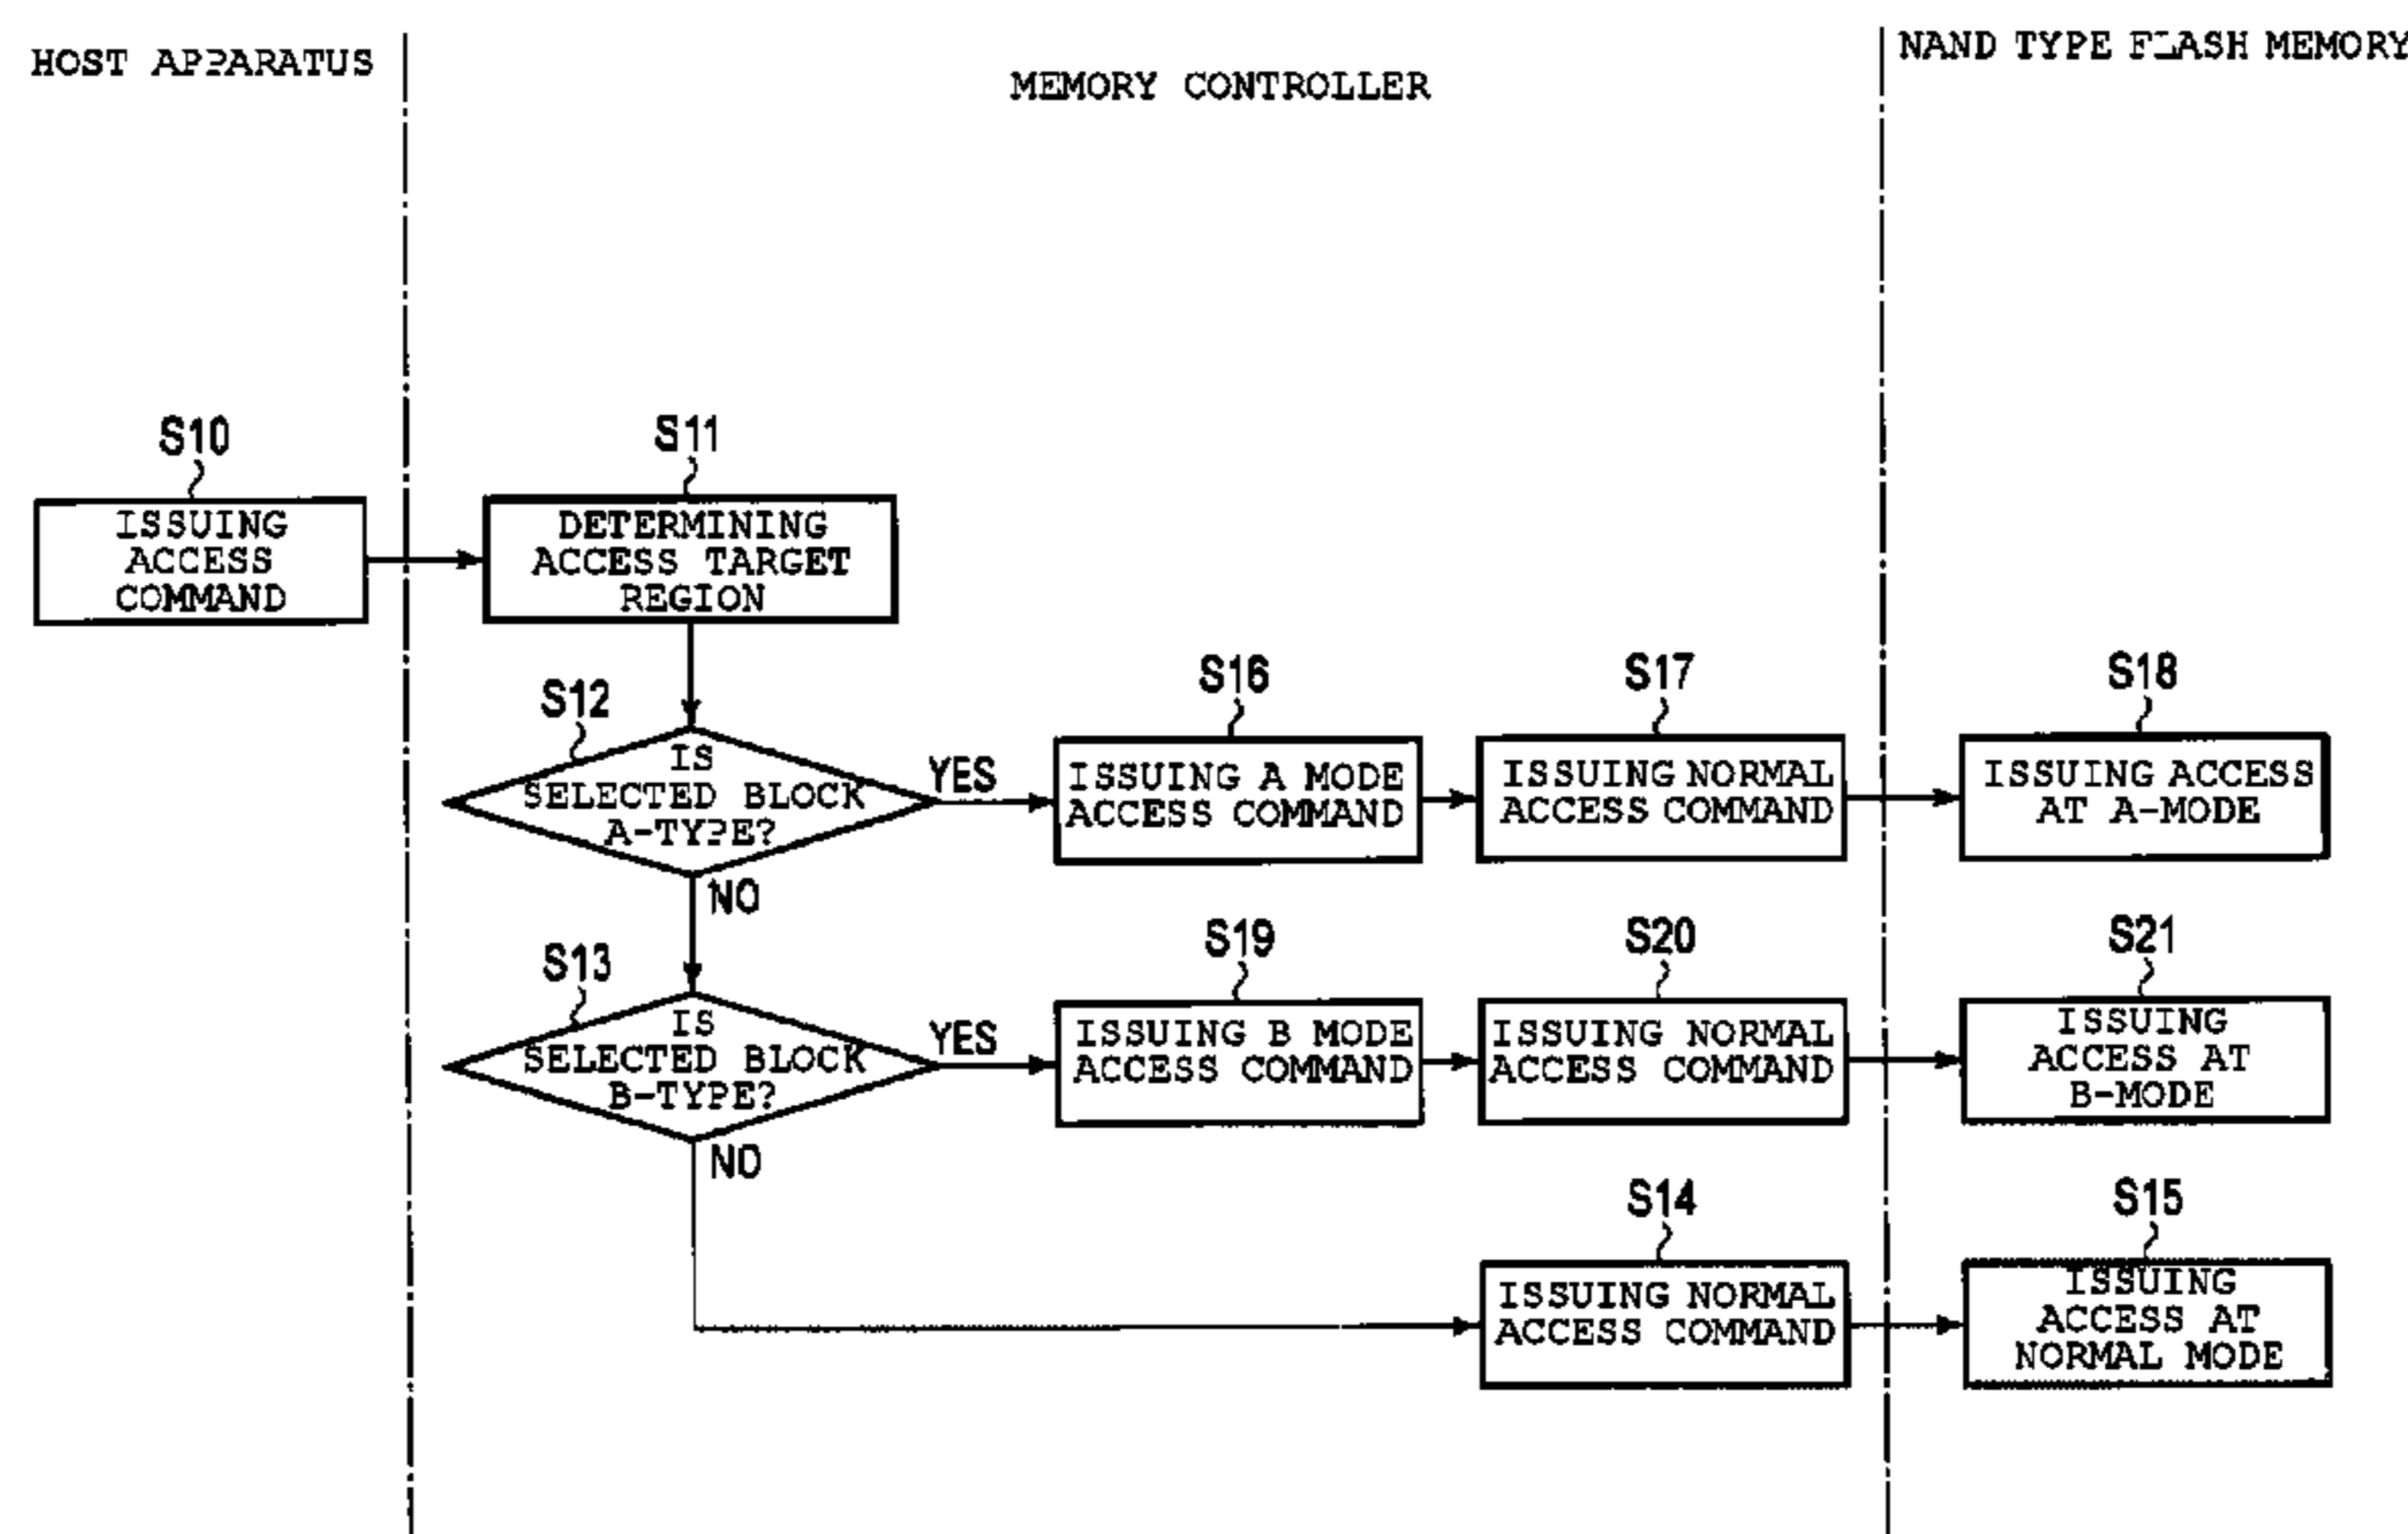 HOST APPARATUS
MEMORY CONTROLLER
NAND TYPE FLASH MEMORY
S10
ISSUING
ACCESS
COMMAND
S11
DETERMINING
ACCESS TARGET
REGION
S12
IS
SELECTED BLOCK
A-TYPE?
YES
NO
S16
ISSUING A MODE
ACCESS COMMAND
S17
ISSUING NORMAL
ACCESS COMMAND
S18
ISSUING ACCESS
AT A-MODE
S13
IS
SELECTED BLOCK
B-TYPE?
YES
NO
S19
ISSUING B MODE
ACCESS COMMAND
S20
ISSUING NORMAL
ACCESS COMMAND
S21
ISSUING
ACCESS AT
B-MODE
S14
ISSUING NORMAL
ACCESS COMMAND
S15
ISSUING
ACCESS AT
NORMAL MODE